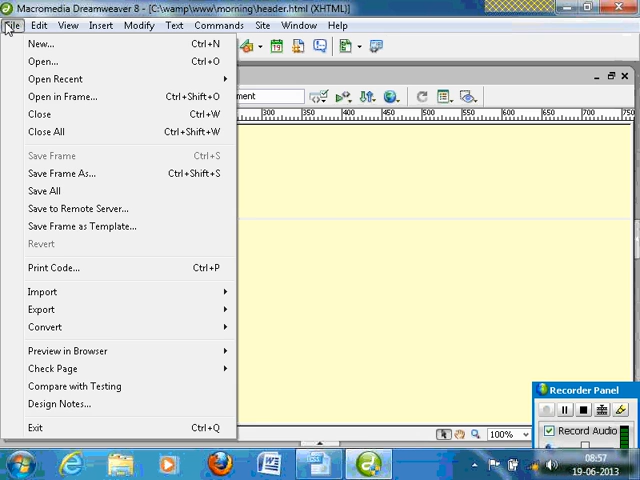 Macromedia Dreamweaver 8 - [C:\wamp\www\morning\header.html (XHTML)]
File Edit View Insert Modify Text Commands Site Window Help
New... Ctrl+N
Open... Ctrl+O
Open Recent
Open in Frame... Ctrl+Shift+O
Close Ctrl+W
Close All Ctrl+Shift+W
Save Frame Ctrl+S
Save Frame As... Ctrl+Shift+S
Save All
Save to Remote Server...
Save Frame as Template...
Revert
Print Code... Ctrl+P
Import
Export
Convert
Preview in Browser
Check Page
Compare with Testing
Design Notes...
Exit Ctrl+Q
ment
300 350 400 450 500 550 600 650 700 750
100%
Recorder Panel
Record Audio
08:57
19-06-2013